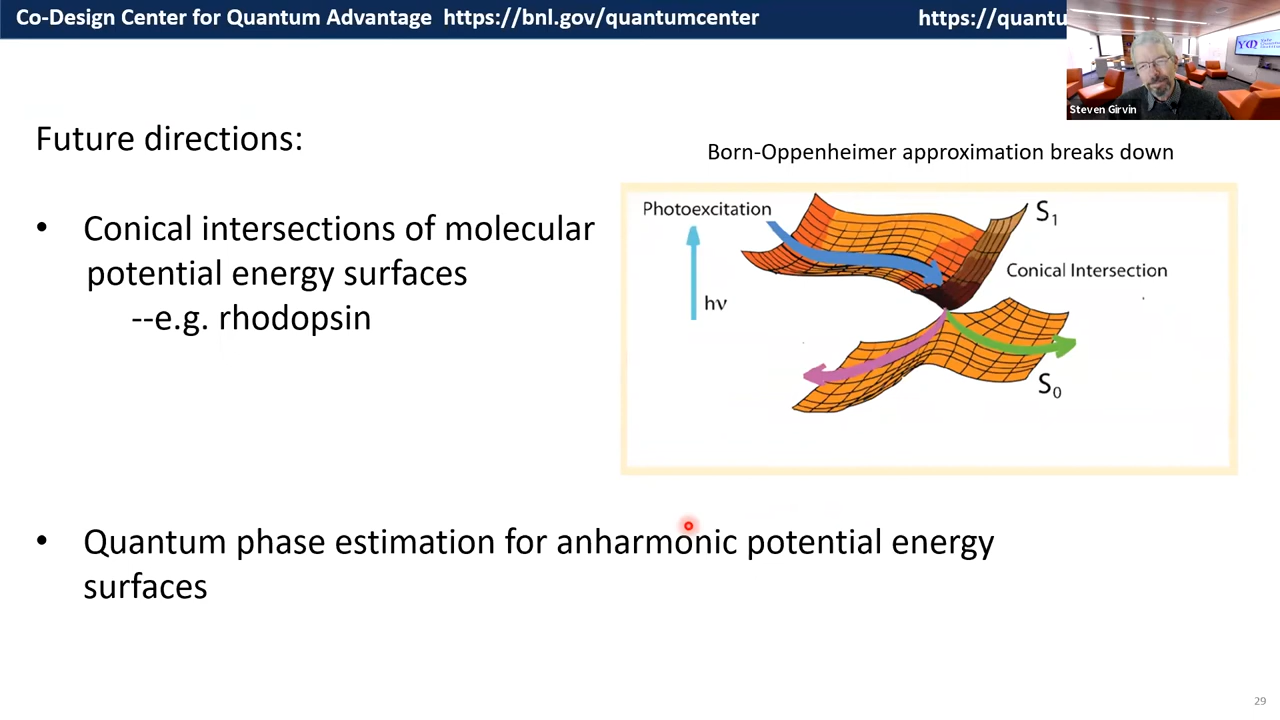 Co-Design Center for Quantum Advantage https://bnl.gov/quantumcenter
https://quantu
Steven Girvin
Future directions:
Born-Oppenheimer approximation breaks down
• Conical intersections of molecular
potential energy surfaces
--e.g. rhodopsin
Photoexcitation
hν
S1
Conical Intersection
S0
• Quantum phase estimation for anharmonic potential energy
surfaces
29